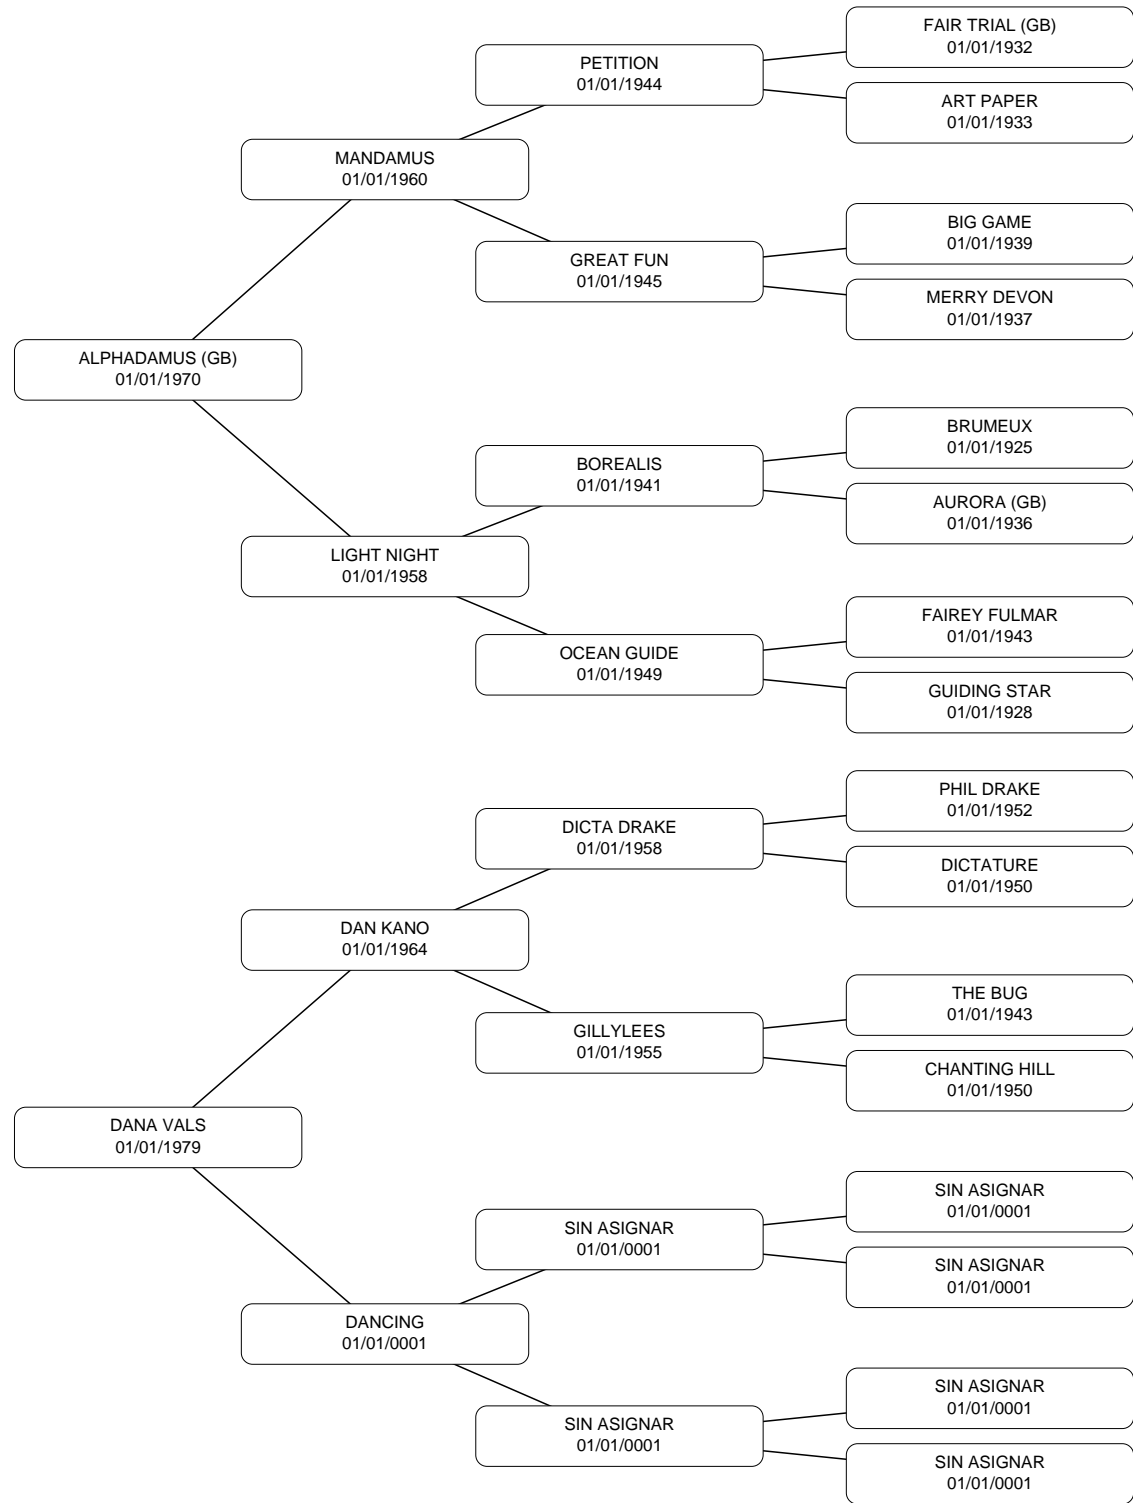 FAIR TRIAL (GB)
01/01/1932
PETITION
01/01/1944
ART PAPER
01/01/1933
MANDAMUS
01/01/1960
BIG GAME
01/01/1939
GREAT FUN
01/01/1945
MERRY DEVON
01/01/1937
ALPHADAMUS (GB)
01/01/1970
BRUMEUX
01/01/1925
BOREALIS
01/01/1941
AURORA (GB)
01/01/1936
LIGHT NIGHT
01/01/1958
FAIREY FULMAR
01/01/1943
OCEAN GUIDE
01/01/1949
GUIDING STAR
01/01/1928
PHIL DRAKE
01/01/1952
DICTA DRAKE
01/01/1958
DICTATURE
01/01/1950
DAN KANO
01/01/1964
THE BUG
01/01/1943
GILLYLEES
01/01/1955
CHANTING HILL
01/01/1950
DANA VALS
01/01/1979
SIN ASIGNAR
01/01/0001
SIN ASIGNAR
01/01/0001
SIN ASIGNAR
01/01/0001
DANCING
01/01/0001
SIN ASIGNAR
01/01/0001
SIN ASIGNAR
01/01/0001
SIN ASIGNAR
01/01/0001